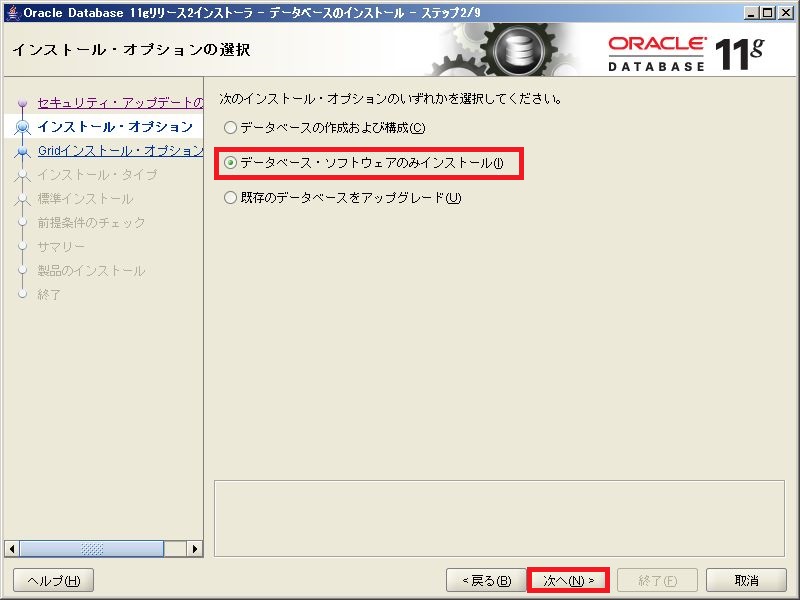 Oracle Database 11gリリース2インストーラ - データベースのインストール - ステップ2/9
インストール・オプションの選択
ORACLE
DATABASE 11g
セキュリティ・アップデートの
インストール・オプション
Gridインストール・オプション
インストール・タイプ
標準インストール
前提条件のチェック
サマリー
製品のインストール
終了
次のインストール・オプションのいずれかを選択してください。
データベースの作成および構成(C)
データベース・ソフトウェアのみインストール(I)
既存のデータベースをアップグレード(U)
ヘルプ(H)
< 戻る(B)
次へ(N) >
終了(F)
取消